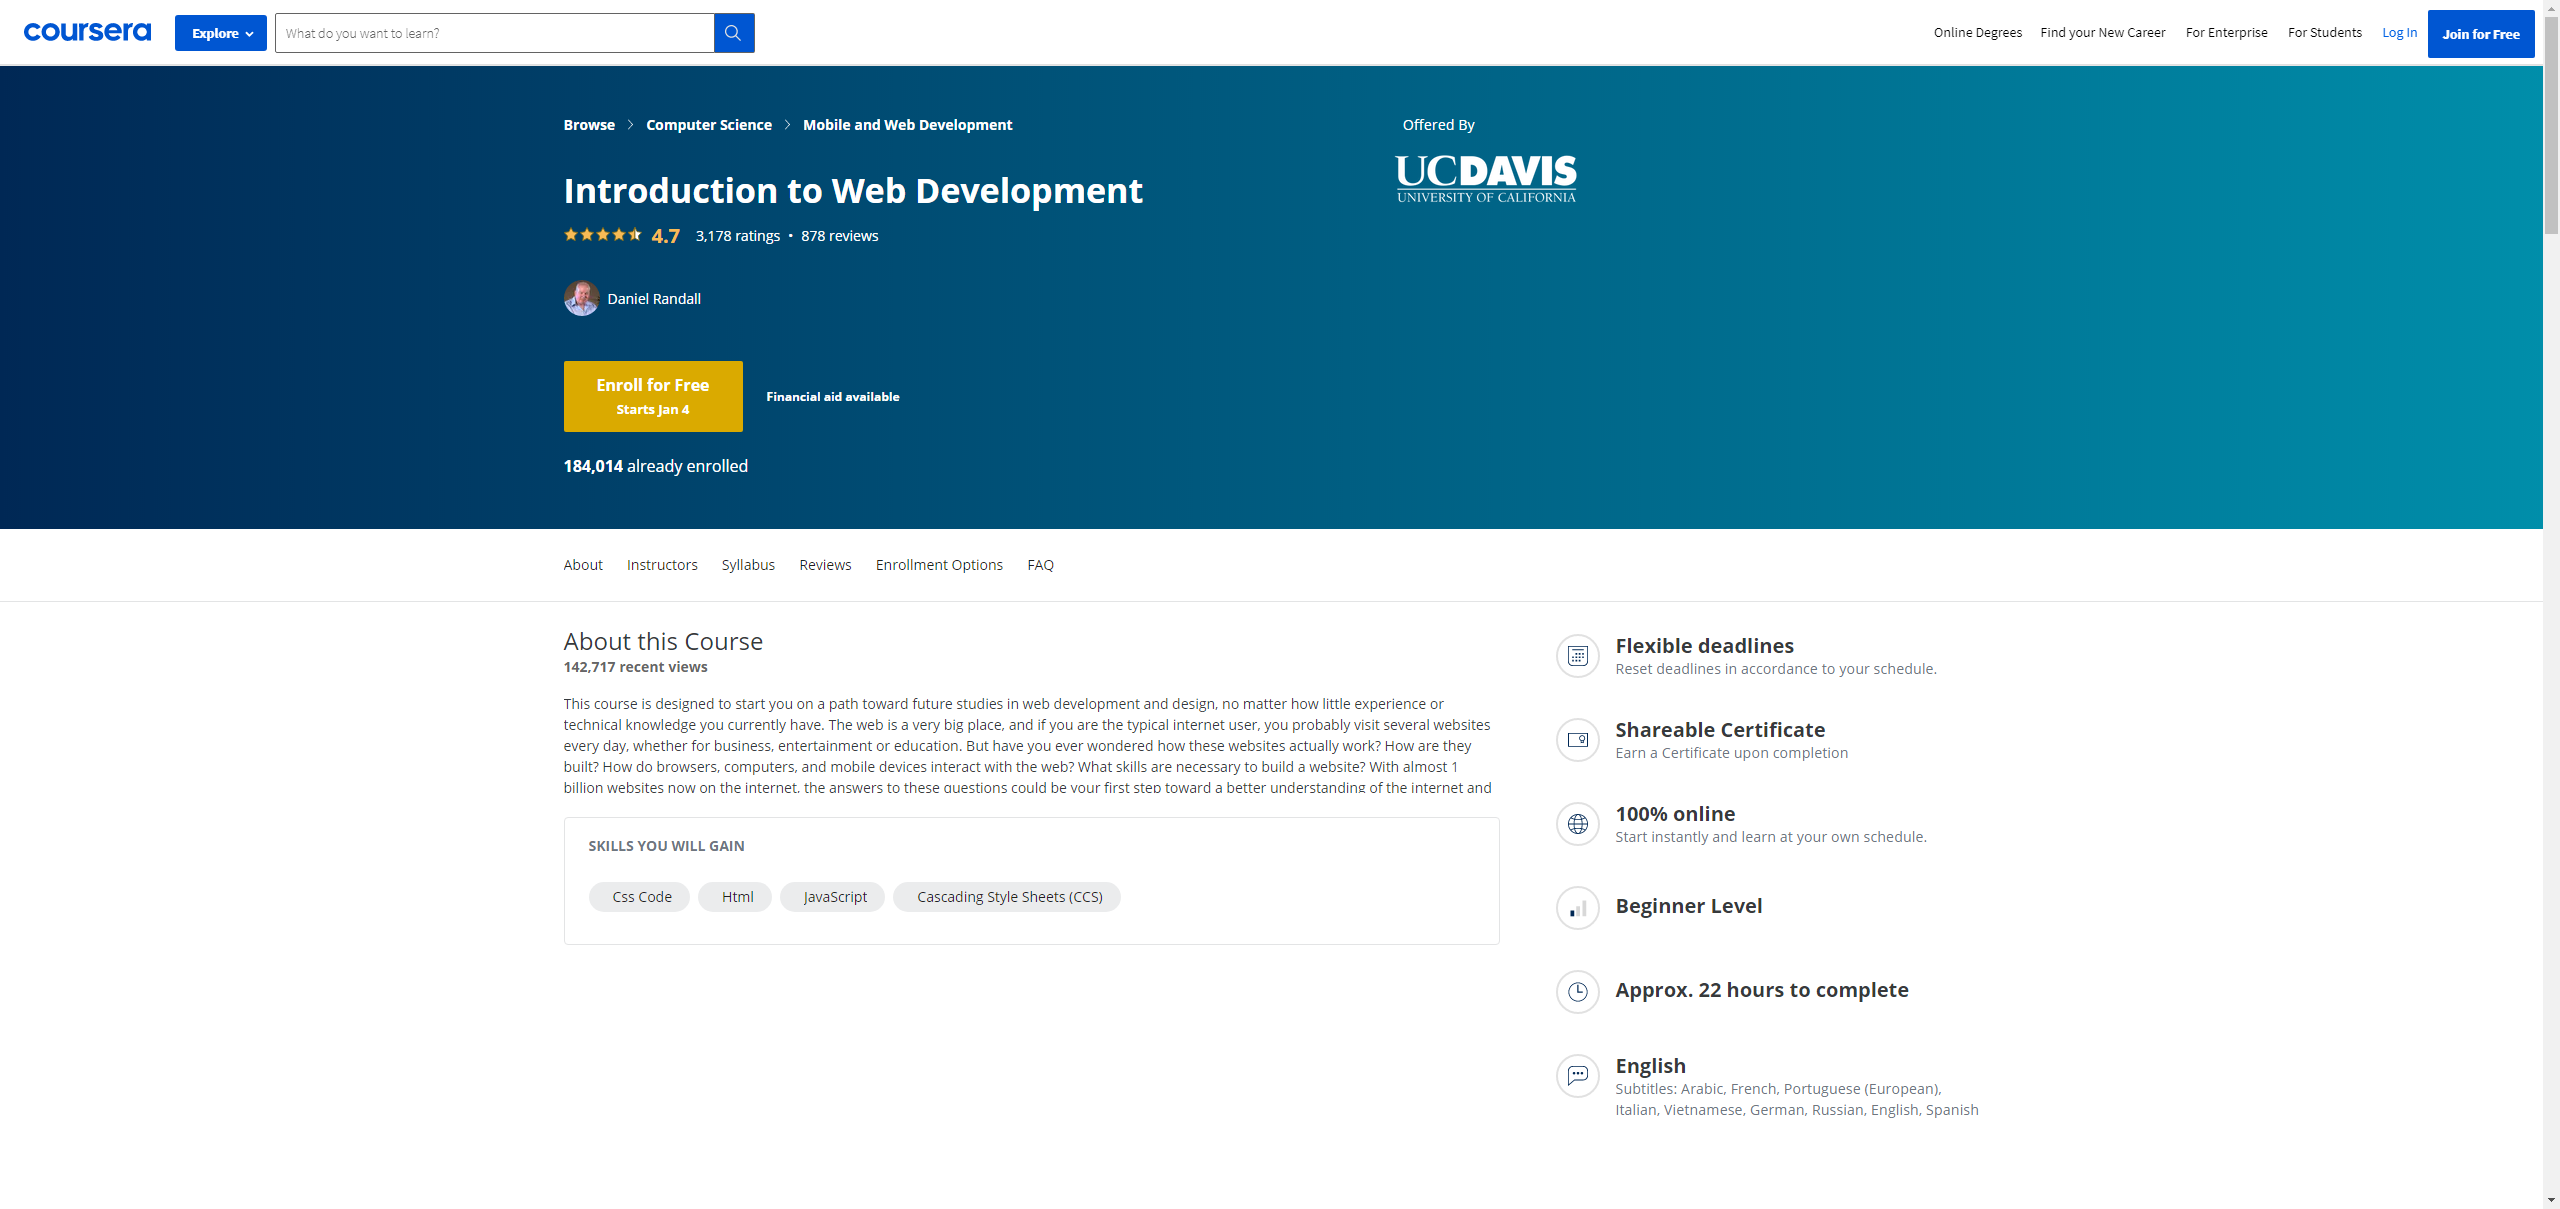 coursera
Explore
What do you want to learn?
Online Degrees
Find your New Career
For Enterprise
For Students
Log In
Join for Free
Browse > Computer Science > Mobile and Web Development
Introduction to Web Development
4.7 3,178 ratings • 878 reviews
Daniel Randall
Enroll for Free
Starts Jan 4
Financial aid available
184,014 already enrolled
Offered By
UCDAVIS
UNIVERSITY OF CALIFORNIA
About Instructors Syllabus Reviews Enrollment Options FAQ
About this Course
142,717 recent views
This course is designed to start you on a path toward future studies in web development and design, no matter how little experience or
technical knowledge you currently have. The web is a very big place, and if you are the typical internet user, you probably visit several websites
every day, whether for business, entertainment or education. But have you ever wondered how these websites actually work? How are they
built? How do browsers, computers, and mobile devices interact with the web? What skills are necessary to build a website? With almost 1
billion websites now on the internet, the answers to these questions could be your first step toward a better understanding of the internet and
SKILLS YOU WILL GAIN
Css Code
Html
JavaScript
Cascading Style Sheets (CCS)
Flexible deadlines
Reset deadlines in accordance to your schedule.
Shareable Certificate
Earn a Certificate upon completion
100% online
Start instantly and learn at your own schedule.
Beginner Level
Approx. 22 hours to complete
English
Subtitles: Arabic, French, Portuguese (European),
Italian, Vietnamese, German, Russian, English, Spanish